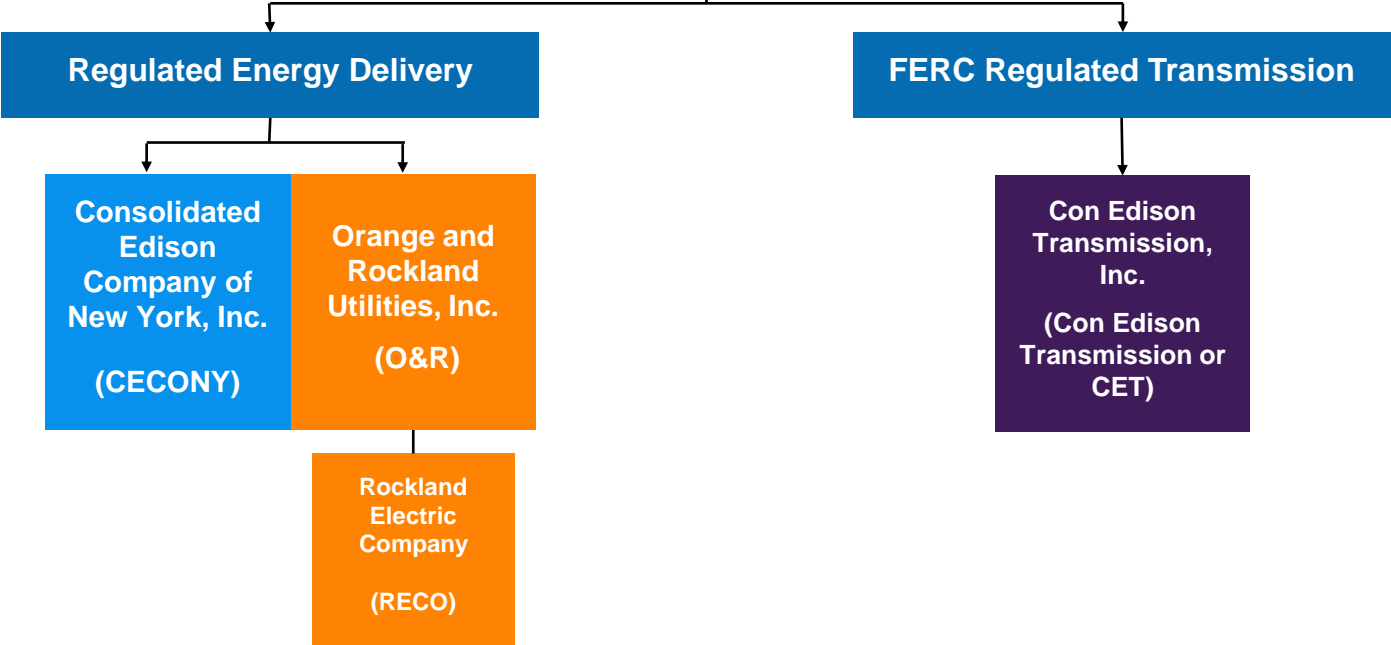 Regulated Energy Delivery
FERC Regulated Transmission
Consolidated
Edison
Company of
New York, Inc.
(CECONY)
Orange and
Rockland
Utilities, Inc.
(O&R)
Con Edison
Transmission,
Inc.
(Con Edison
Transmission or
CET)
Rockland
Electric
Company
(RECO)